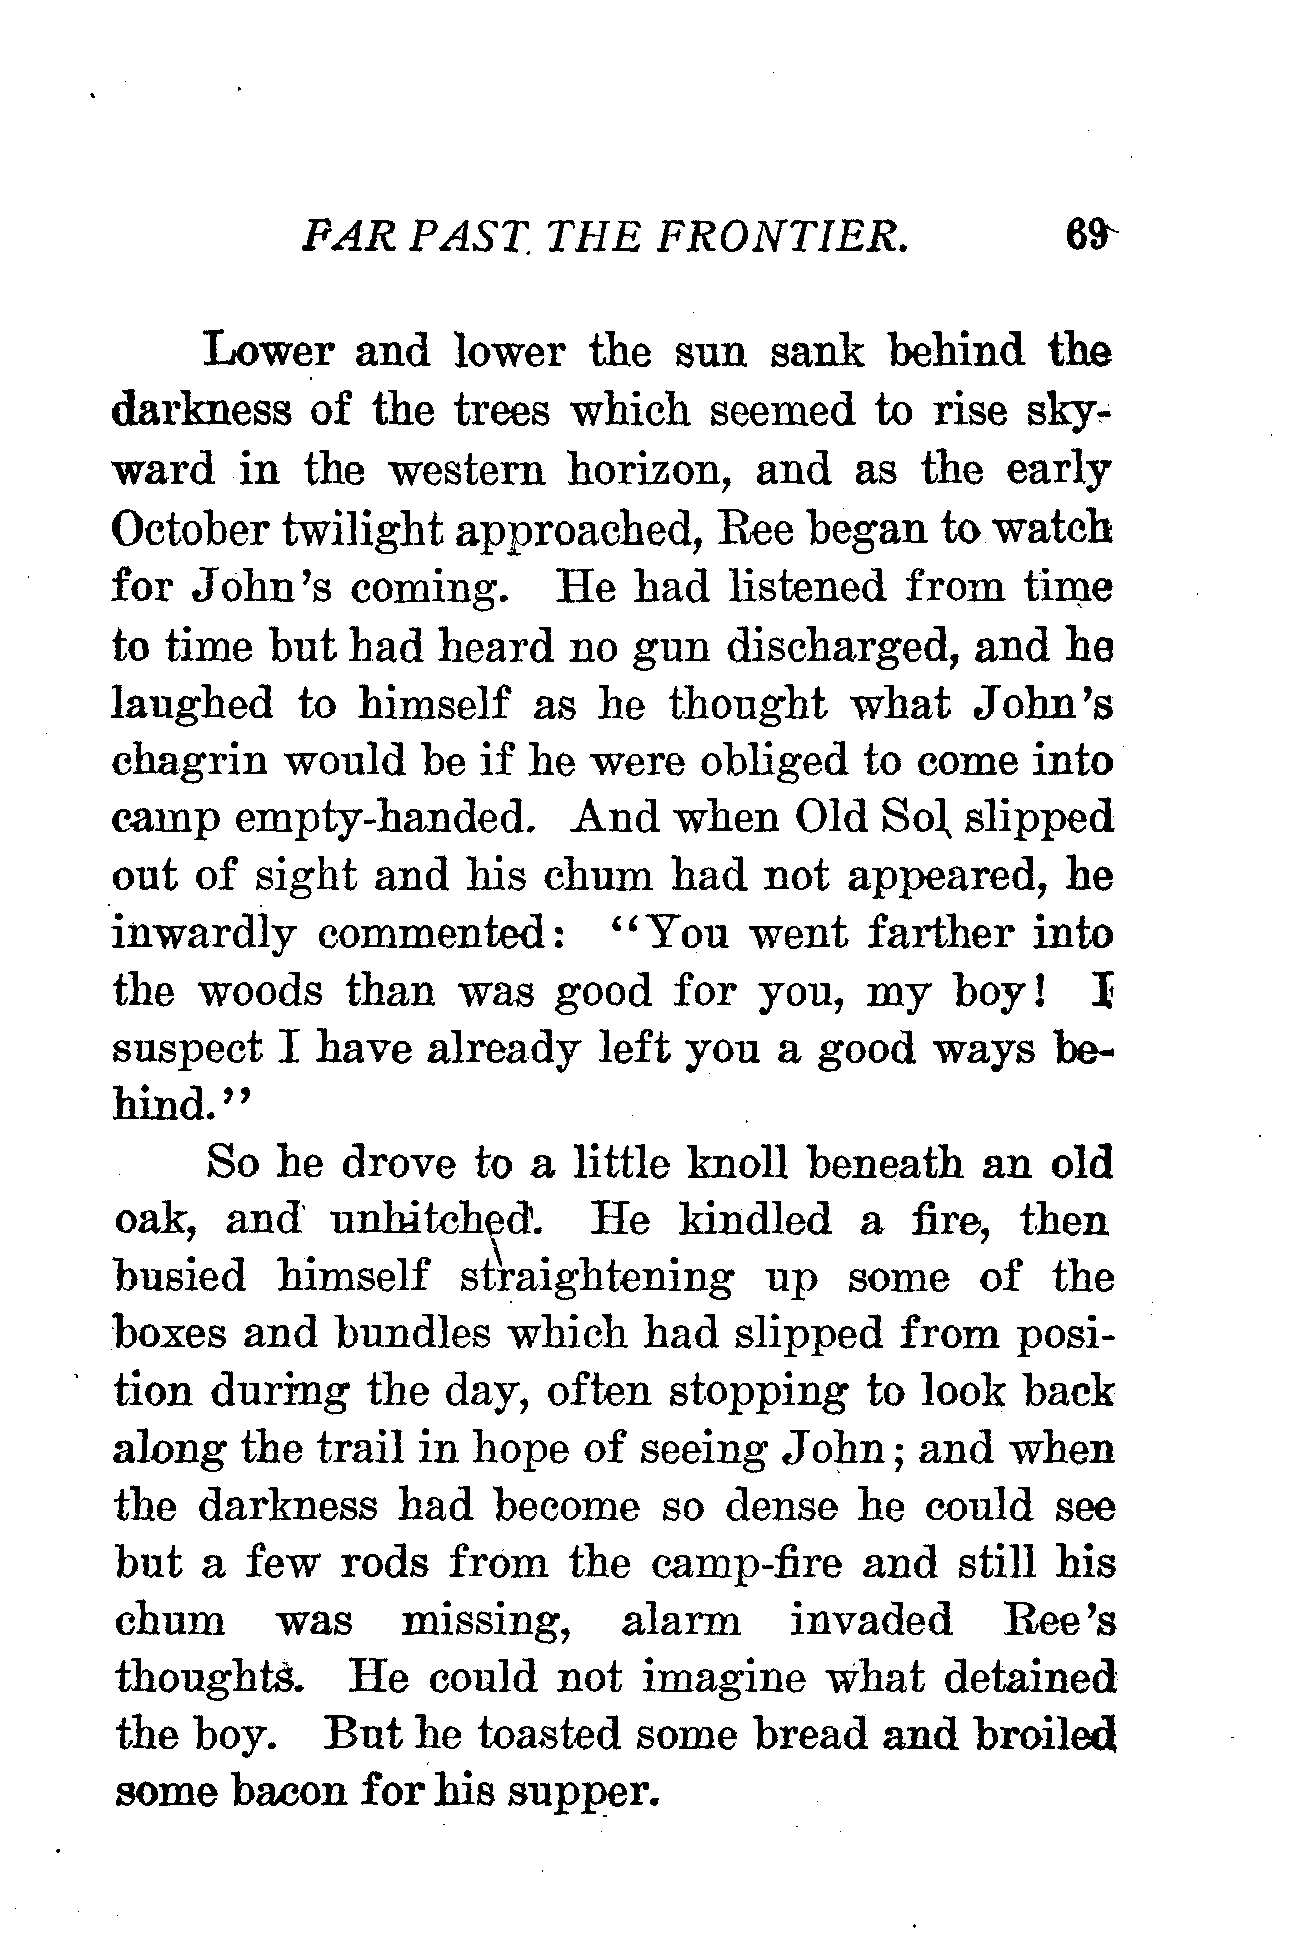 FAR PAST THE FRONTIER. 69
Lower and lower the sun sank behind the
darkness of the trees which seemed to rise sky-
ward in the western horizon, and as the early
October twilight approached, Ree began to watch
for John's coming. He had listened from time
to time but had heard no gun discharged, and he
laughed to himself as he thought what John's
chagrin would be if he were obliged to come into
camp empty-handed. And when Old Sol slipped
out of sight and his chum had not appeared, he
inwardly commented: "You went farther into
the woods than was good for you, my boy! I
suspect I have already left you a good ways be-
hind."
So he drove to a little knoll beneath an old
oak, and unhitched. He kindled a fire, then
busied himself straightening up some of the
boxes and bundles which had slipped from posi-
tion during the day, often stopping to look back
along the trail in hope of seeing John; and when
the darkness had become so dense he could see
but a few rods from the camp-fire and still his
chum was missing, alarm invaded Ree's
thoughts. He could not imagine what detained
the boy. But he toasted some bread and broiled
some bacon for his supper.